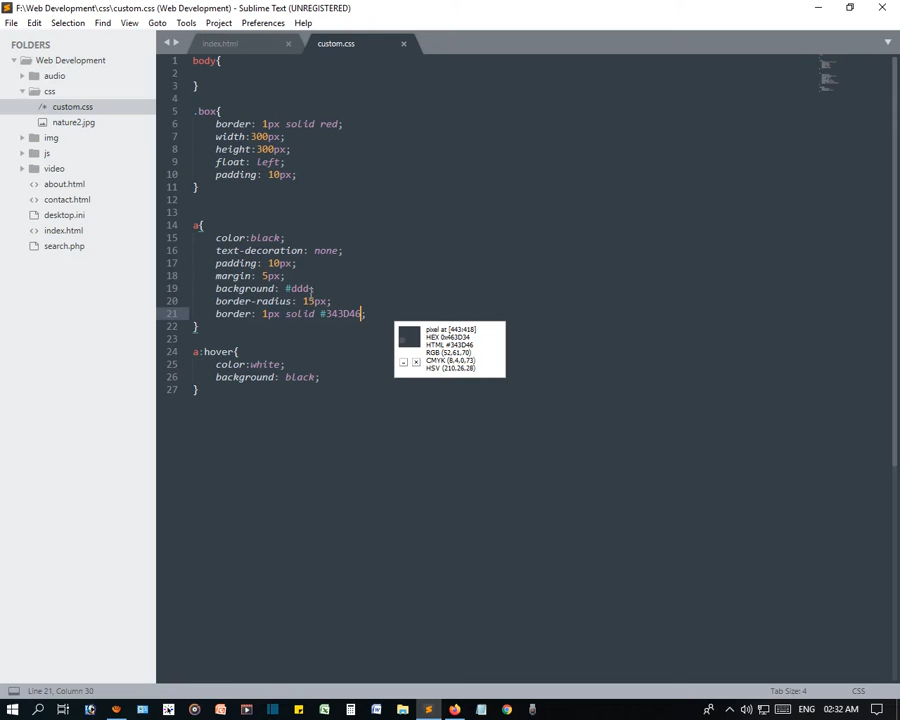 F:\Web Development\css\custom.css (Web Development) - Sublime Text (UNREGISTERED)
File Edit Selection Find View Goto Tools Project Preferences Help
FOLDERS
Web Development
audio
css
/* custom.css
nature2.jpg
img
js
video
<> about.html
<> contact.html
desktop.ini
<> index.html
<> search.php
index.html ×
custom.css ×
1 body{
2
3 }
4
5 .box{
6 border: 1px solid red;
7 width:300px;
8 height:300px;
9 float: left;
10 padding: 10px;
11 }
12
13
14 a{
15 color:black;
16 text-decoration: none;
17 padding: 10px;
18 margin: 5px;
19 background: #ddd;
20 border-radius: 15px;
21 border: 1px solid #343D46;
22 }
23
24 a:hover{
25 color:white;
26 background: black;
27 }
pixel at [443:418]
HEX 0x463D34
HTML #343D46
RGB (52,61,70)
CMYK (8,4,0,73)
HSV (210,26,28)
Line 21, Column 30
Tab Size: 4
CSS
ENG
02:32 AM